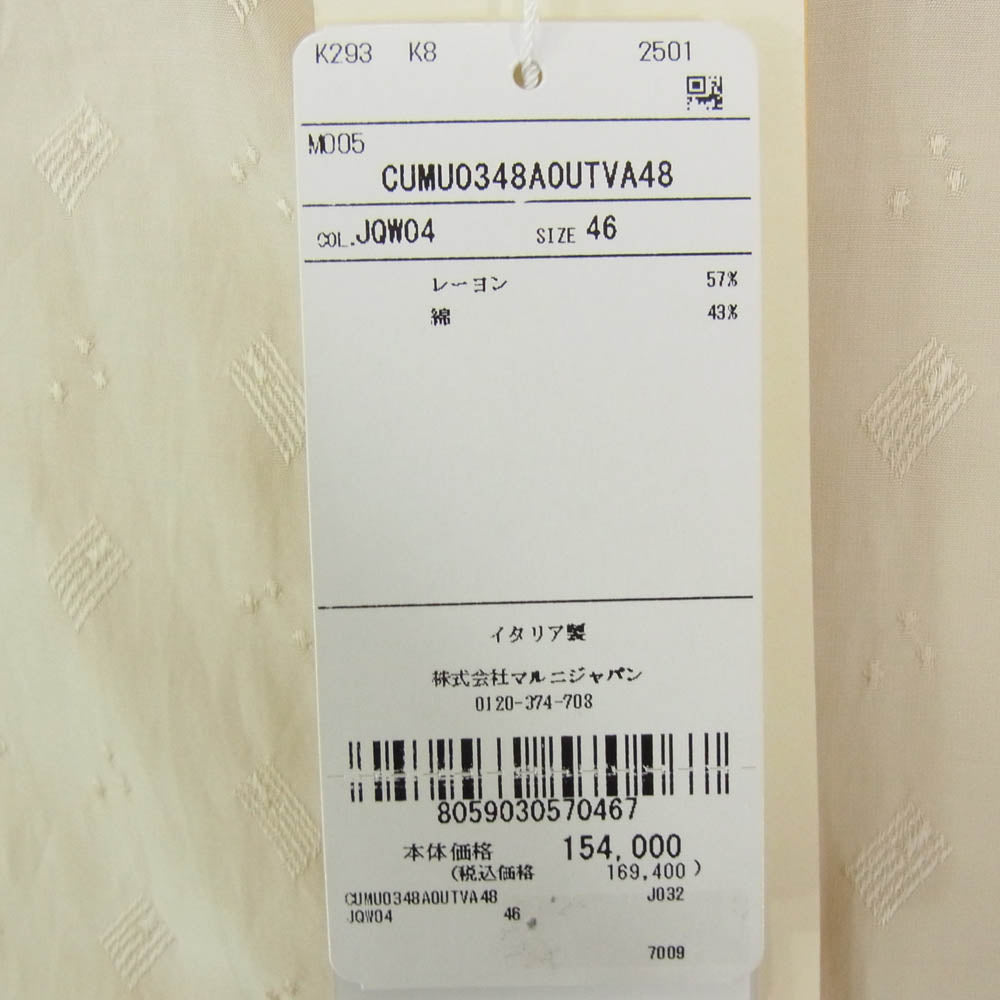 K293 K8 2501
M005
CUMU0348A0UTVA48
COL.JQW04 SIZE 46
レーヨン 57%
綿 43%
イタリア製
株式会社マルニジャパン
0120-374-708
8059030570467
本体価格 154,000
(税込価格 169,400)
CUMU0348A0UTVA48 J032
JQW04 46
7009